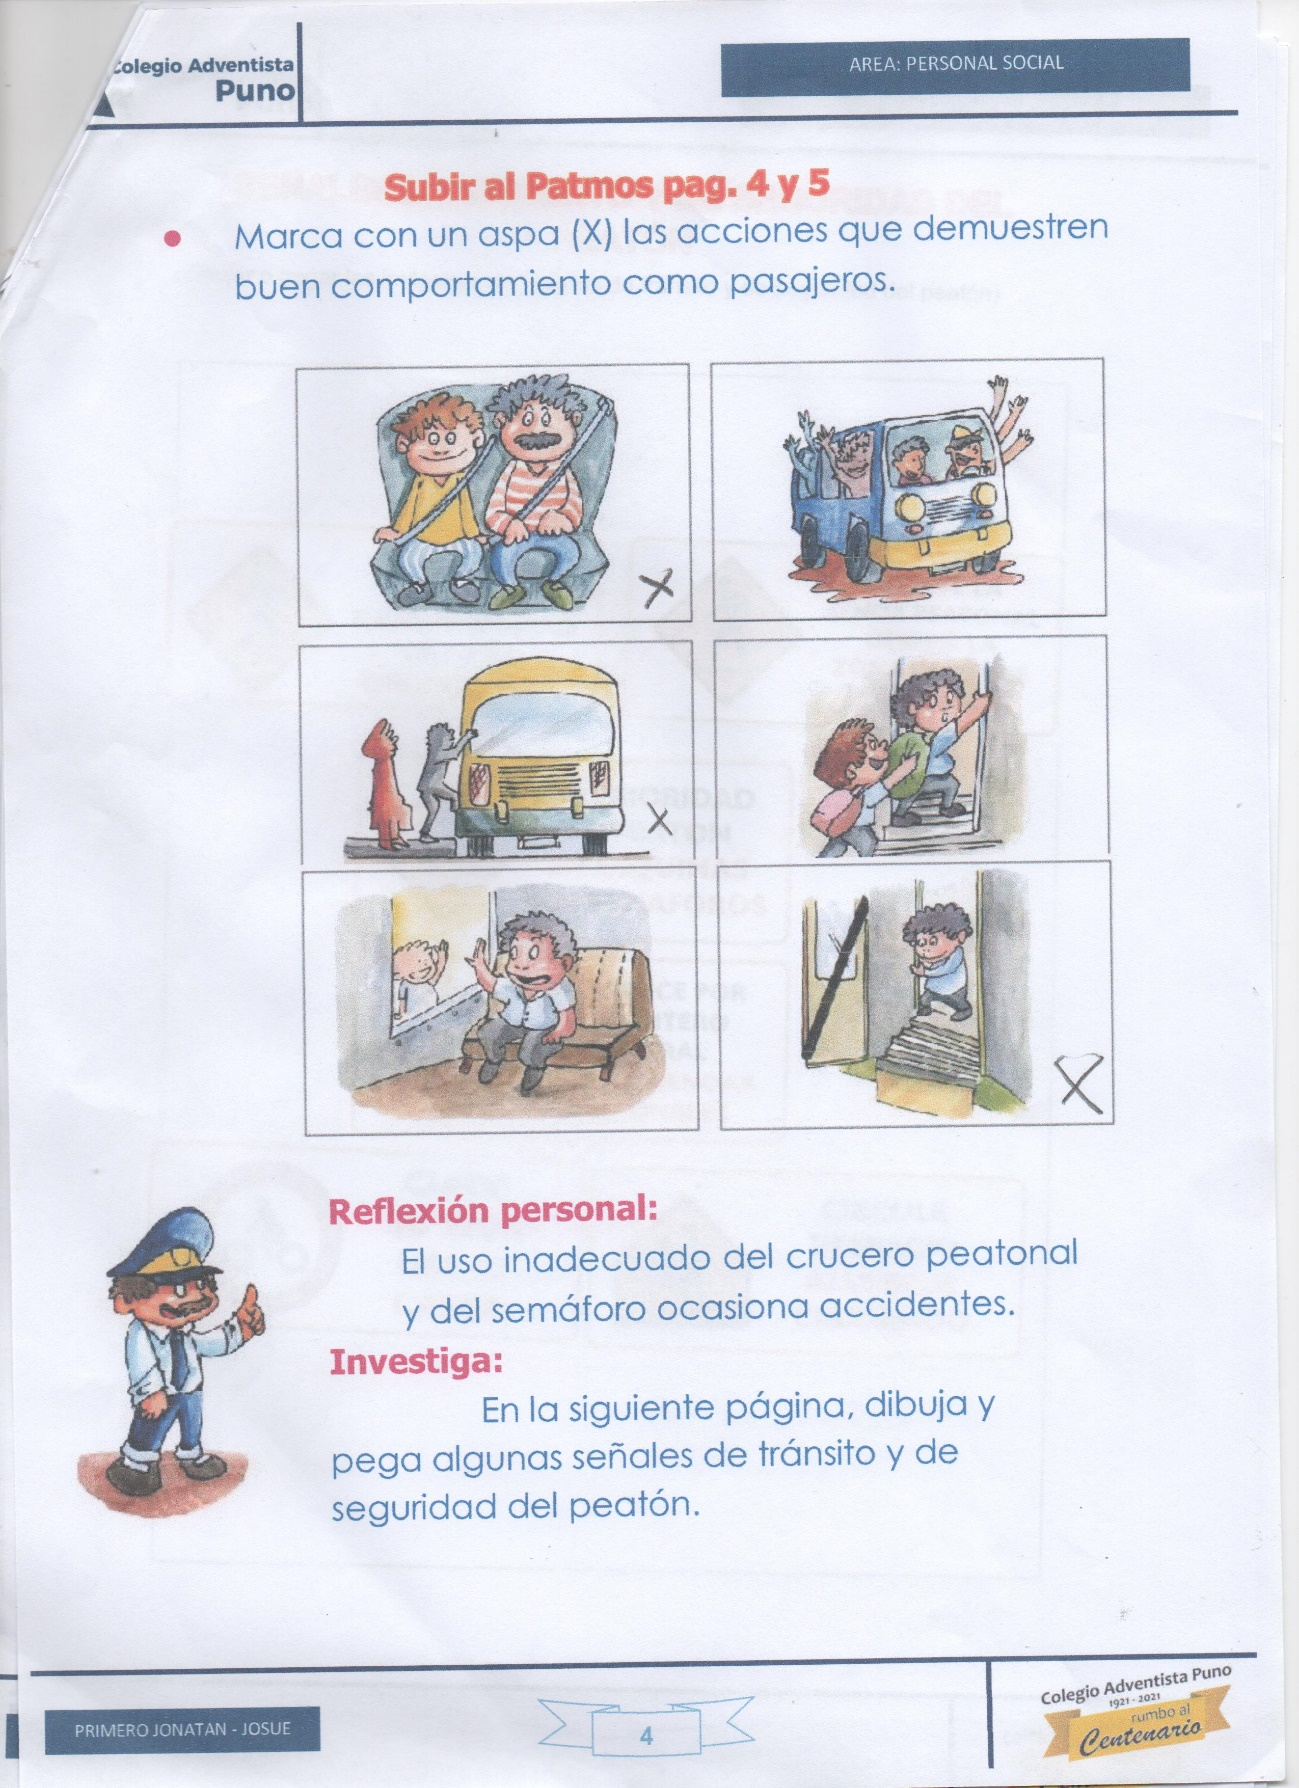 Colegio Adventista
Puno
AREA: PERSONAL SOCIAL
Subir al Patmos pag. 4 y 5
Marca con un aspa (X) las acciones que demuestren
buen comportamiento como pasajeros.
X
X
X
Reflexión personal:
El uso inadecuado del crucero peatonal
y del semáforo ocasiona accidentes.
Investiga:
En la siguiente página, dibuja y
pega algunas señales de tránsito y de
seguridad del peatón.
PRIMERO JONATAN - JOSUE
4
Colegio Adventista Puno
1921 - 2021
rumbo al
Centenario